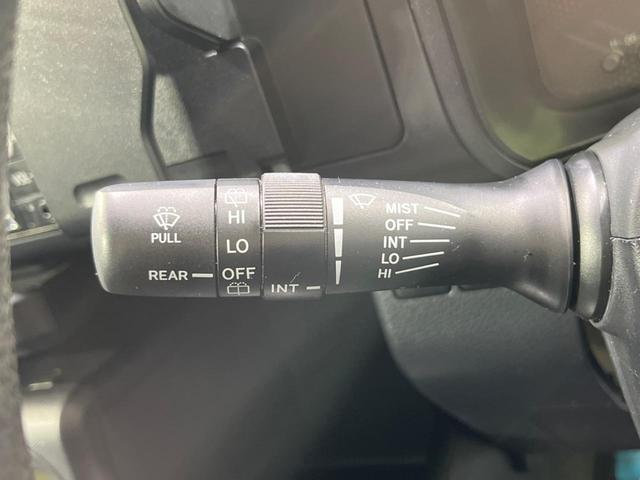 PULL
REAR
HI
LO
OFF
INT
MIST
OFF
INT
LO
HI